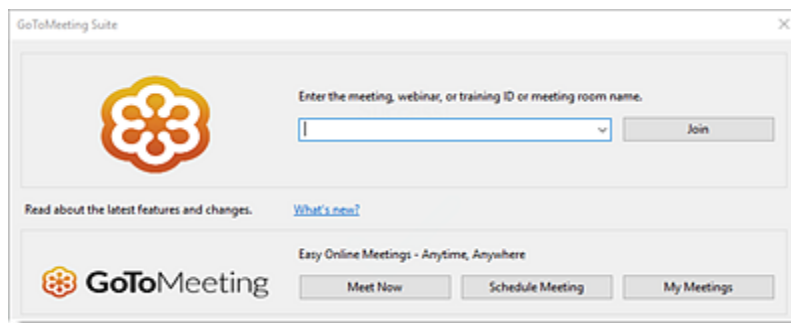 GoToMeeting Suite
Enter the meeting, webinar, or training ID or meeting room name.
Join
Read about the latest features and changes. What's new?
Easy Online Meetings - Anytime, Anywhere
GoToMeeting
Meet Now Schedule Meeting My Meetings